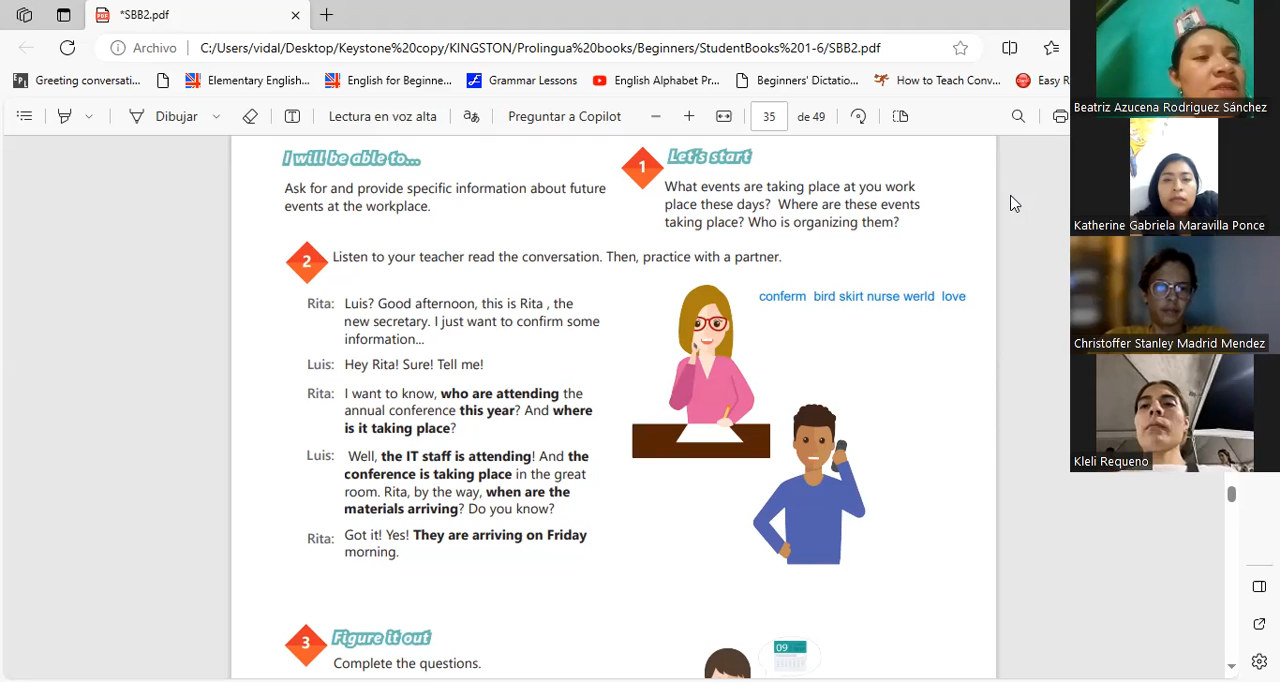 *SBB2.pdf
Archivo
C:/Users/vidal/Desktop/Keystone%20copy/KINGSTON/Prolingua%20books/Beginners/StudentBooks%201-6/SBB2.pdf
Greeting conversati...
Elementary English...
English for Beginne...
Grammar Lessons
English Alphabet Pr...
Beginners' Dictatio...
How to Teach Conv...
Easy R
Dibujar
Lectura en voz alta
Preguntar a Copilot
35
de 49
I will be able to...
Ask for and provide specific information about future
events at the workplace.
1
Let's start
What events are taking place at you work
place these days? Where are these events
taking place? Who is organizing them?
2
Listen to your teacher read the conversation. Then, practice with a partner.
conferm bird skirt nurse werld love
Rita: Luis? Good afternoon, this is Rita , the
new secretary. I just want to confirm some
information...
Luis: Hey Rita! Sure! Tell me!
Rita: I want to know, who are attending the
annual conference this year? And where
is it taking place?
Luis: Well, the IT staff is attending! And the
conference is taking place in the great
room. Rita, by the way, when are the
materials arriving? Do you know?
Rita: Got it! Yes! They are arriving on Friday
morning.
3
Figure it out
Complete the questions.
09
Beatriz Azucena Rodriguez Sánchez
Katherine Gabriela Maravilla Ponce
Christoffer Stanley Madrid Mendez
Kleli Requeno